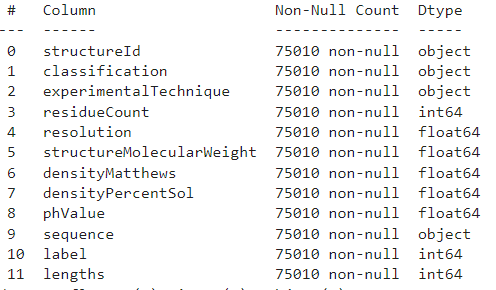 #   Column                    Non-Null Count  Dtype
---  ------                    --------------  -----
0   structureId               75010 non-null  object
1   classification            75010 non-null  object
2   experimentalTechnique     75010 non-null  object
3   residueCount              75010 non-null  int64
4   resolution                75010 non-null  float64
5   structureMolecularWeight  75010 non-null  float64
6   densityMatthews           75010 non-null  float64
7   densityPercentSol         75010 non-null  float64
8   phValue                   75010 non-null  float64
9   sequence                  75010 non-null  object
10  label                     75010 non-null  int64
11  lengths                   75010 non-null  int64